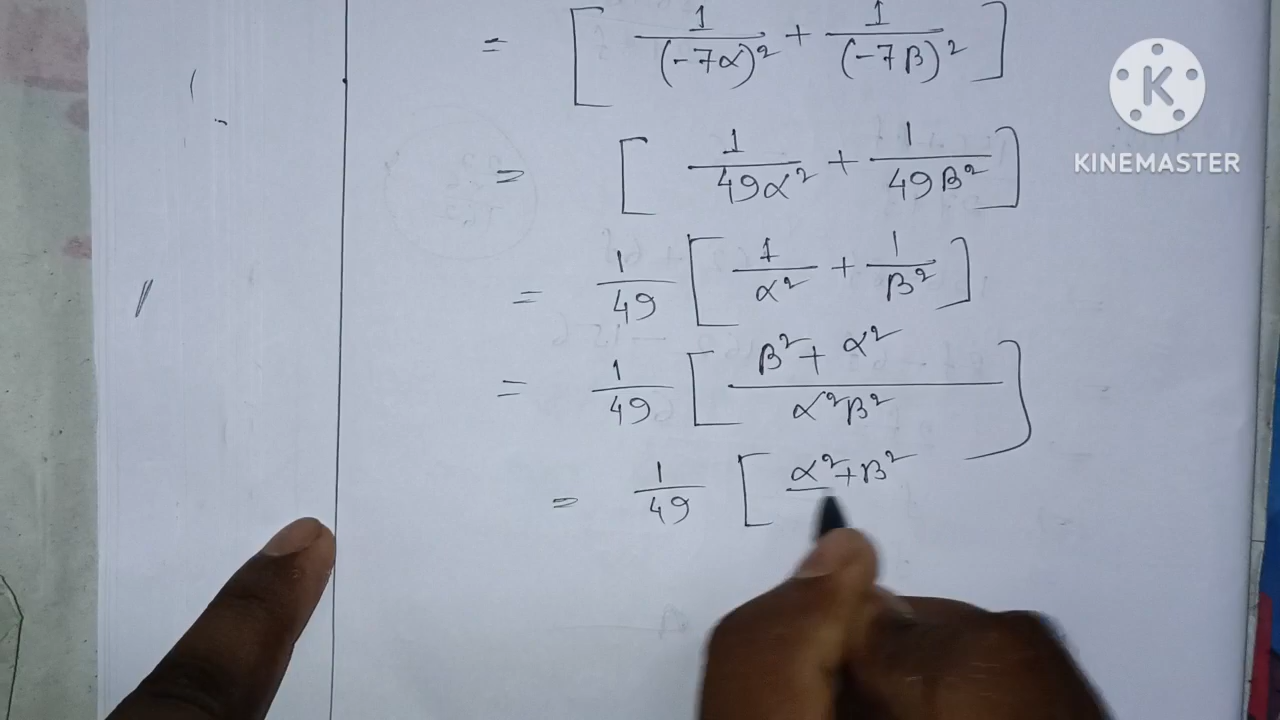 = [ 1/(-7α)² + 1/(-7β)² ]
K
KINEMASTER
= [ 1/49α² + 1/49β² ]
= 1/49 [ 1/α² + 1/β² ]
= 1/49 [ β² + α² / α²β² ]
= 1/49 [ α²+β²